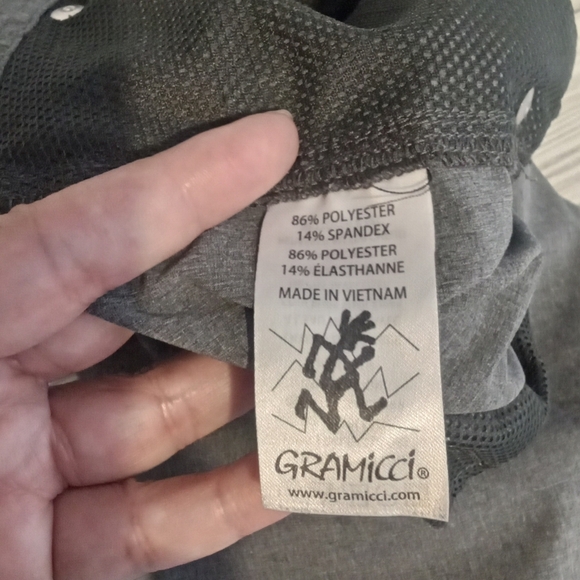 86% POLYESTER
14% SPANDEX
86% POLYESTER
14% ÉLASTHANNE
MADE IN VIETNAM
GRAMiCCi®
www.gramicci.com